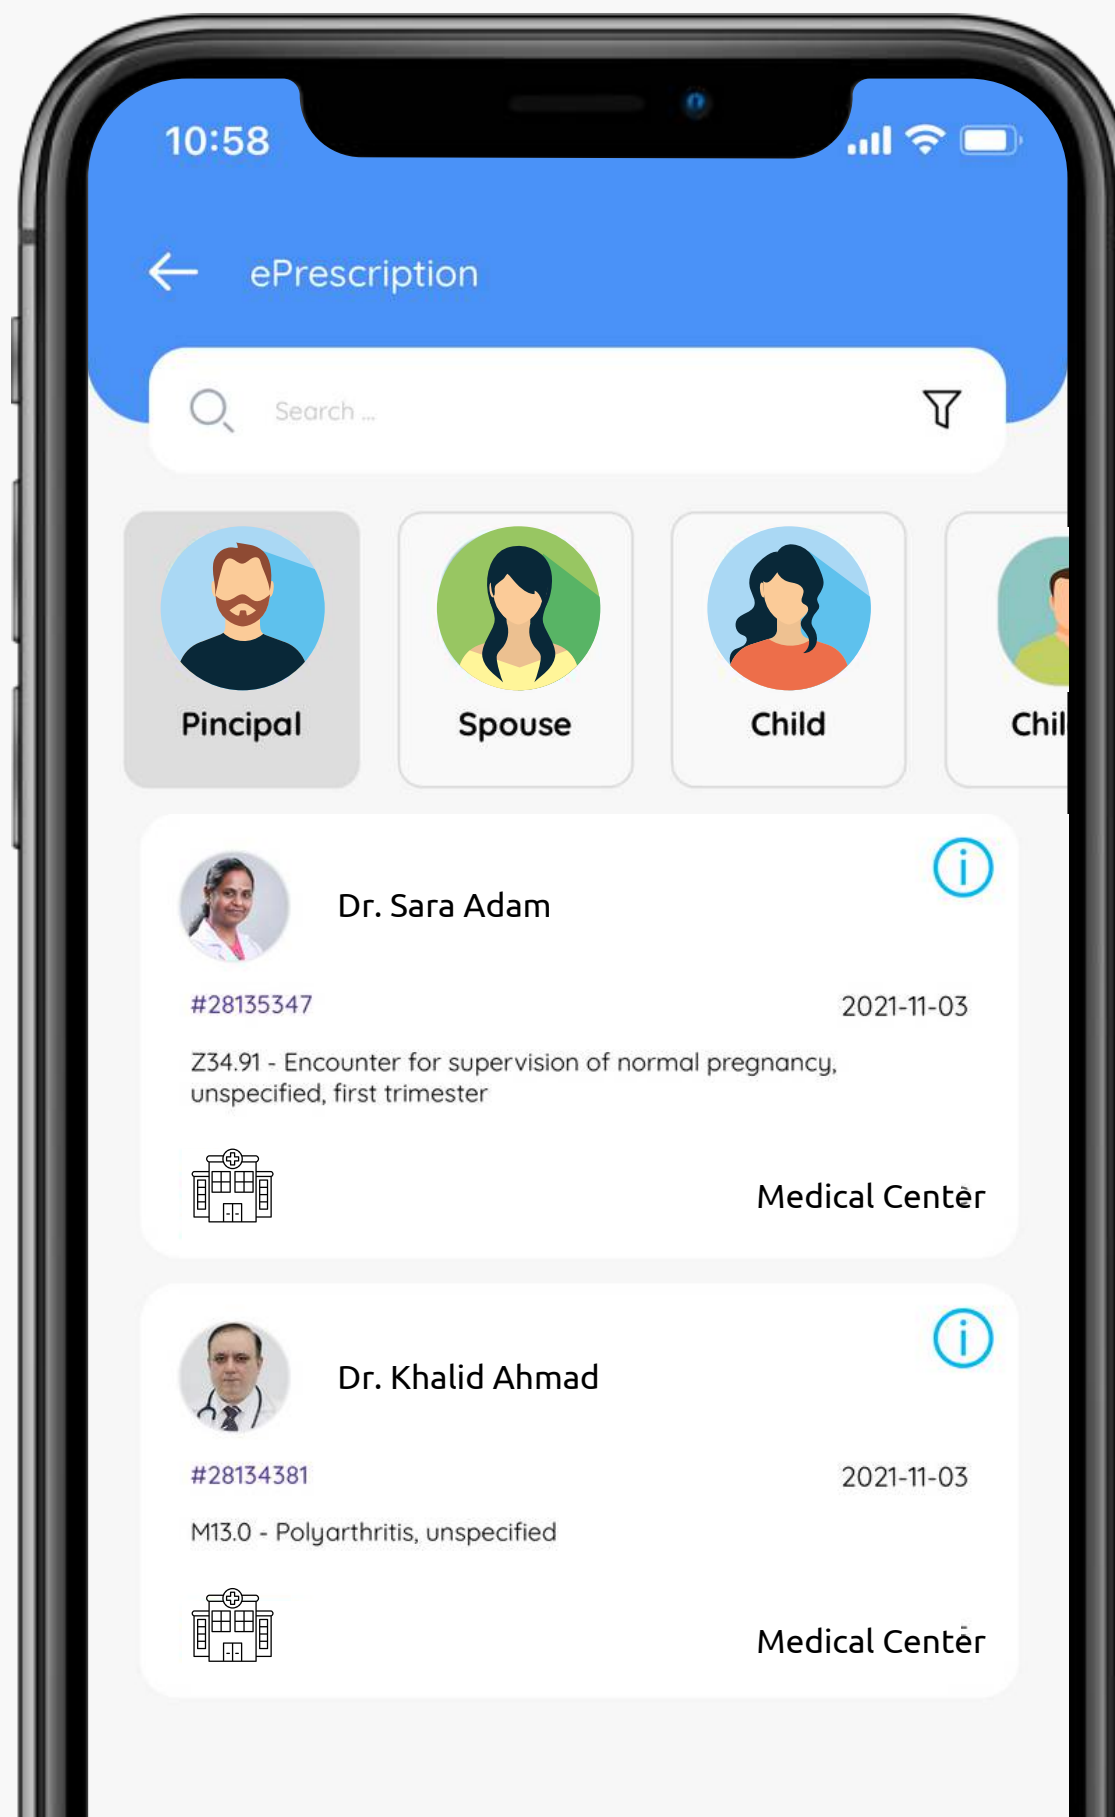 10:58
ePrescription
Search ...
Pincipal
Spouse
Child
Chil
Dr. Sara Adam
#28135347
2021-11-03
Z34.91 - Encounter for supervision of normal pregnancy,
unspecified, first trimester
Medical Center
Dr. Khalid Ahmad
#28134381
2021-11-03
M13.0 - Polyarthritis, unspecified
Medical Center